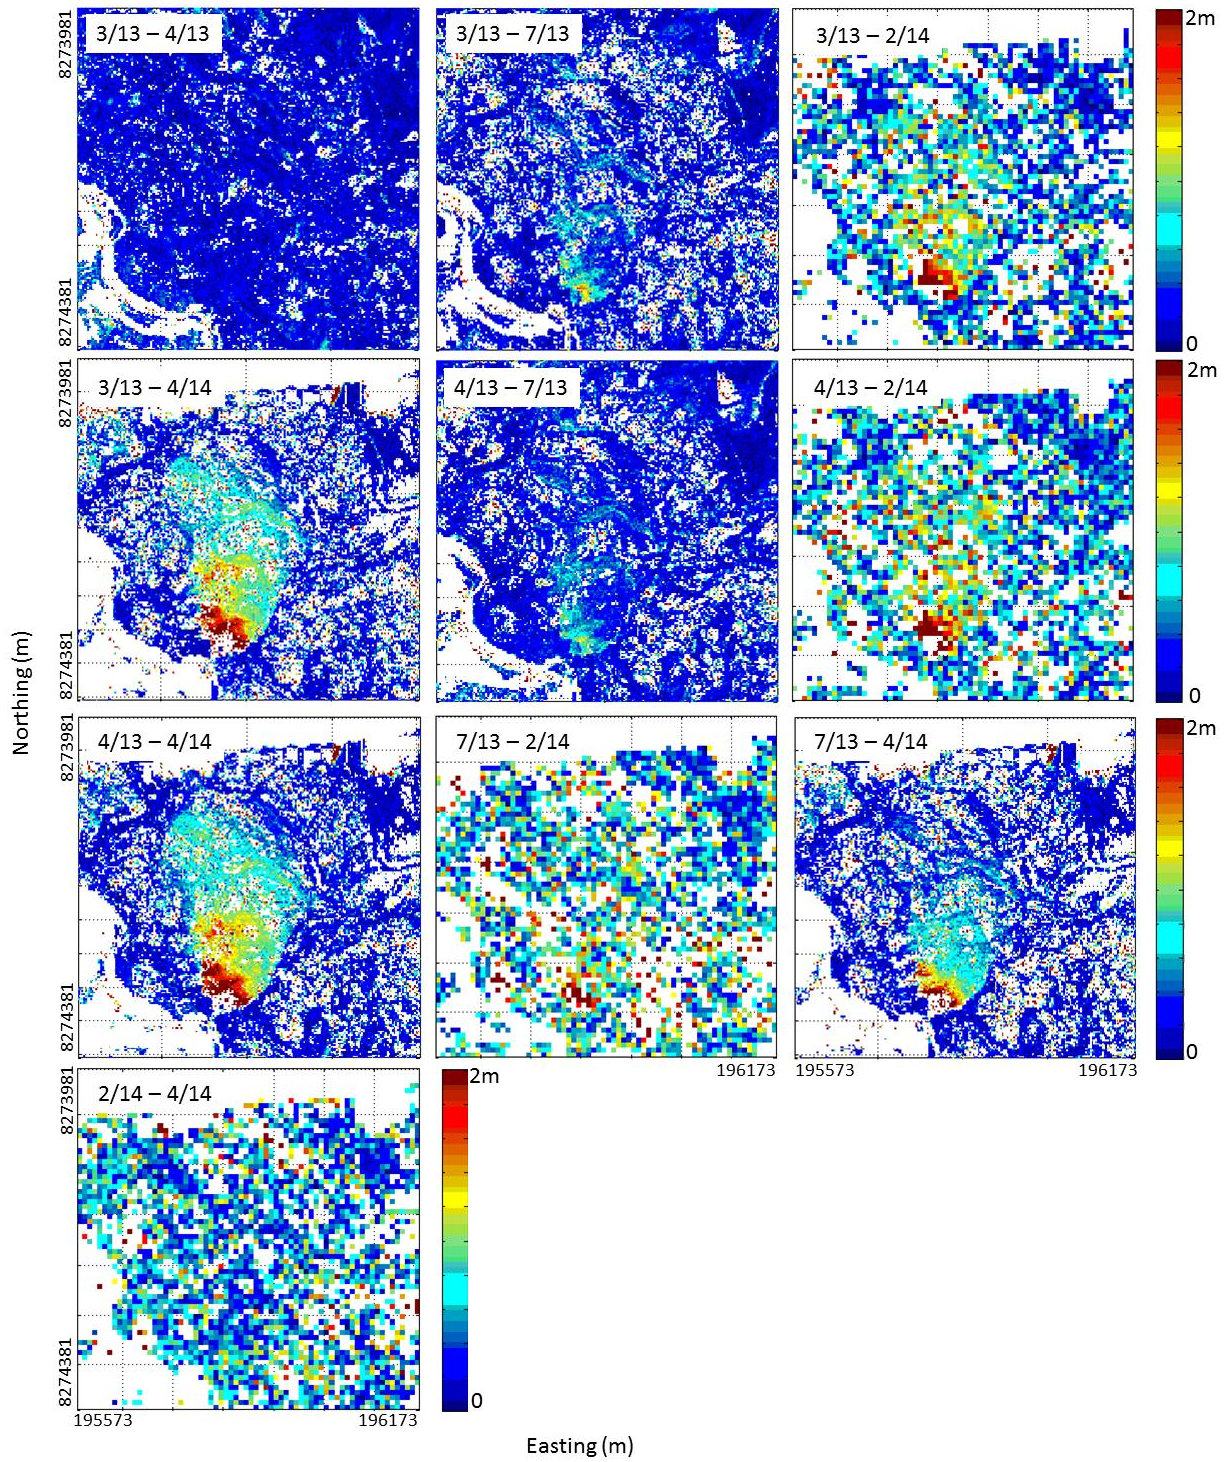 3/13 – 4/13
3/13 – 7/13
3/13 – 2/14
2m
8273981
8274381
0
3/13 – 4/14
4/13 – 7/13
4/13 – 2/14
2m
8273981
8274381
0
Northing (m)
4/13 – 4/14
7/13 – 2/14
7/13 – 4/14
2m
8273981
8274381
0
196173
195573
196173
2/14 – 4/14
2m
8273981
8274381
0
195573
196173
Easting (m)